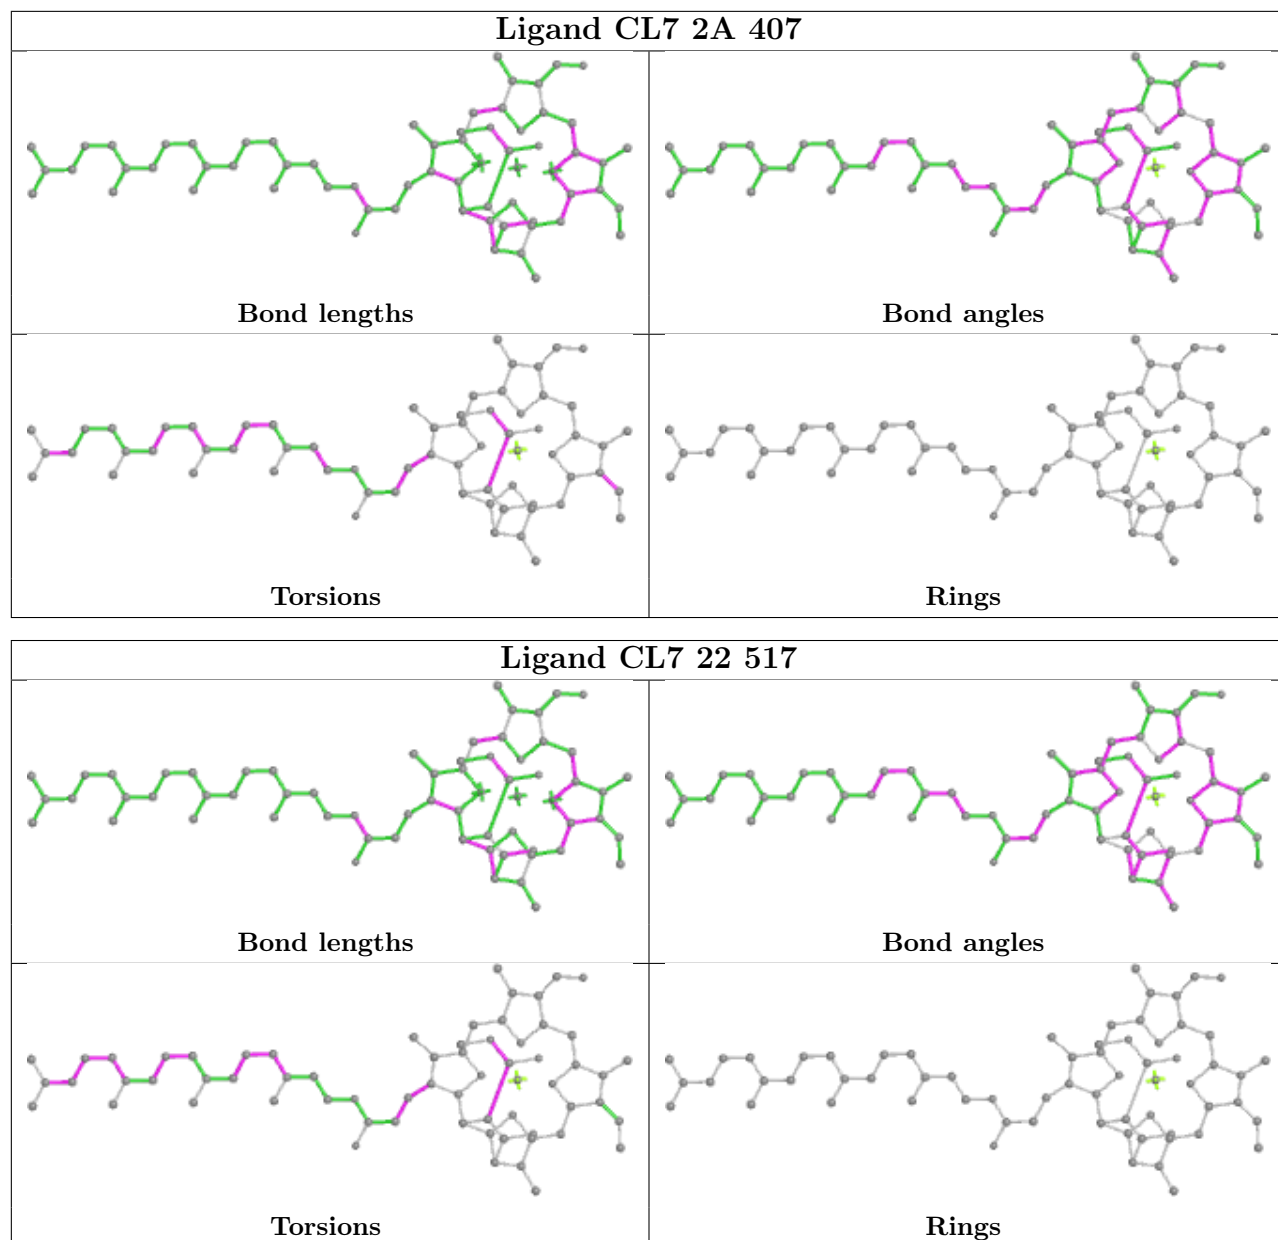 Ligand CL7 2A 407
Bond lengths
Bond angles
Torsions
Rings
Ligand CL7 22 517
Bond lengths
Bond angles
Torsions
Rings